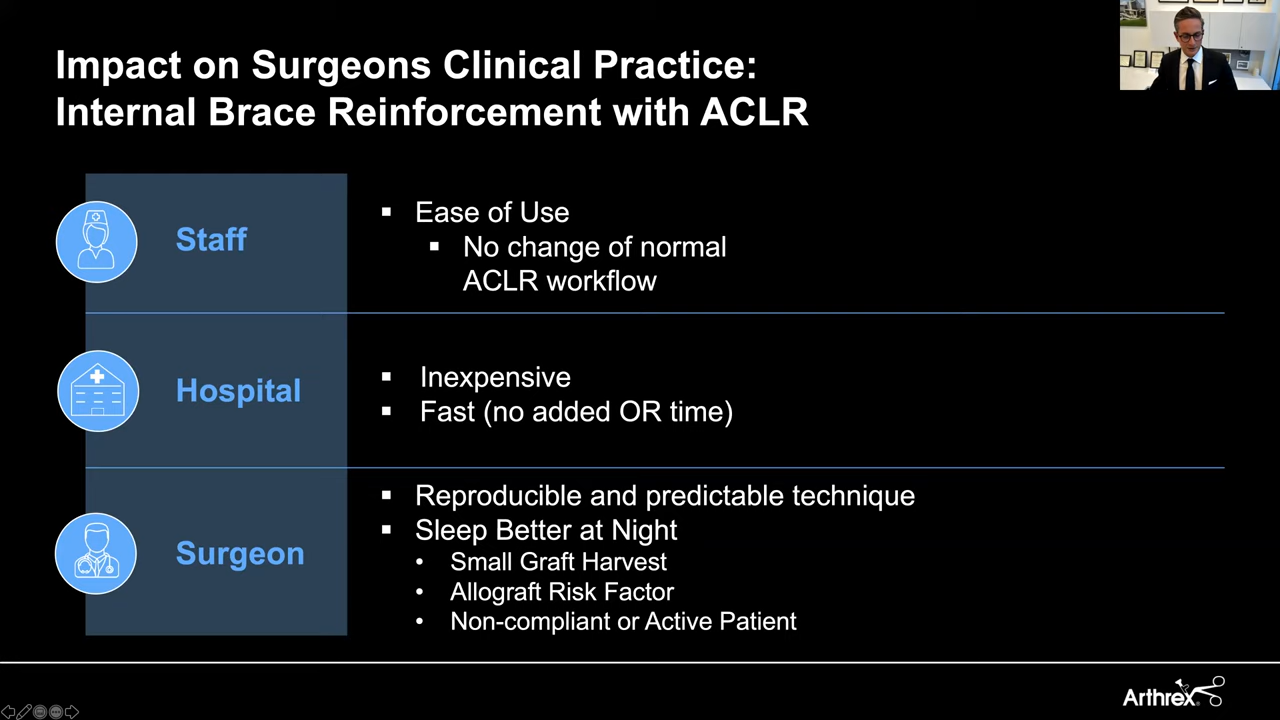 Impact on Surgeons Clinical Practice:
Internal Brace Reinforcement with ACLR
Staff
▪ Ease of Use
▪ No change of normal
ACLR workflow
Hospital
▪ Inexpensive
▪ Fast (no added OR time)
Surgeon
▪ Reproducible and predictable technique
▪ Sleep Better at Night
• Small Graft Harvest
• Allograft Risk Factor
• Non-compliant or Active Patient
Arthrex®